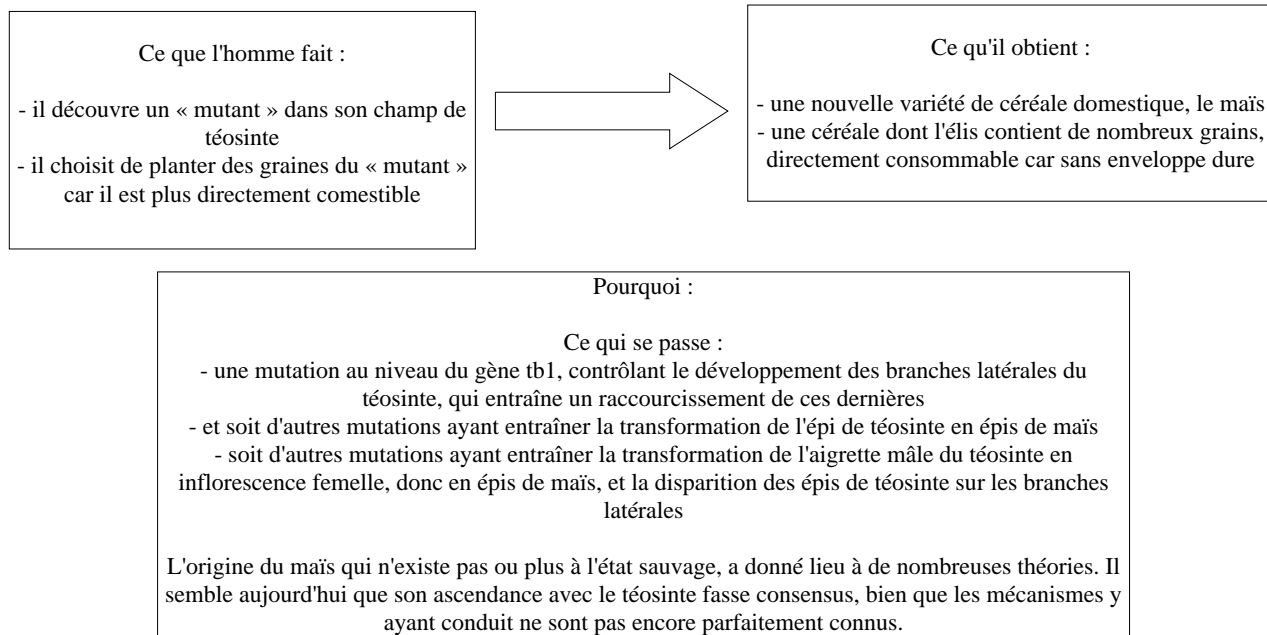 Ce que l'homme fait :
- il découvre un « mutant » dans son champ de
téosinte
- il choisit de planter des graines du « mutant »
car il est plus directement comestible
Ce qu'il obtient :
- une nouvelle variété de céréale domestique, le maïs
- une céréale dont l'élis contient de nombreux grains,
directement consommable car sans enveloppe dure
Pourquoi :
Ce qui se passe :
- une mutation au niveau du gène tb1, contrôlant le développement des branches latérales du
téosinte, qui entraîne un raccourcissement de ces dernières
- et soit d'autres mutations ayant entraîner la transformation de l'épi de téosinte en épis de maïs
- soit d'autres mutations ayant entraîner la transformation de l'aigrette mâle du téosinte en
inflorescence femelle, donc en épis de maïs, et la disparition des épis de téosinte sur les branches
latérales
L'origine du maïs qui n'existe pas ou plus à l'état sauvage, a donné lieu à de nombreuses théories. Il
semble aujourd'hui que son ascendance avec le téosinte fasse consensus, bien que les mécanismes y
ayant conduit ne sont pas encore parfaitement connus.